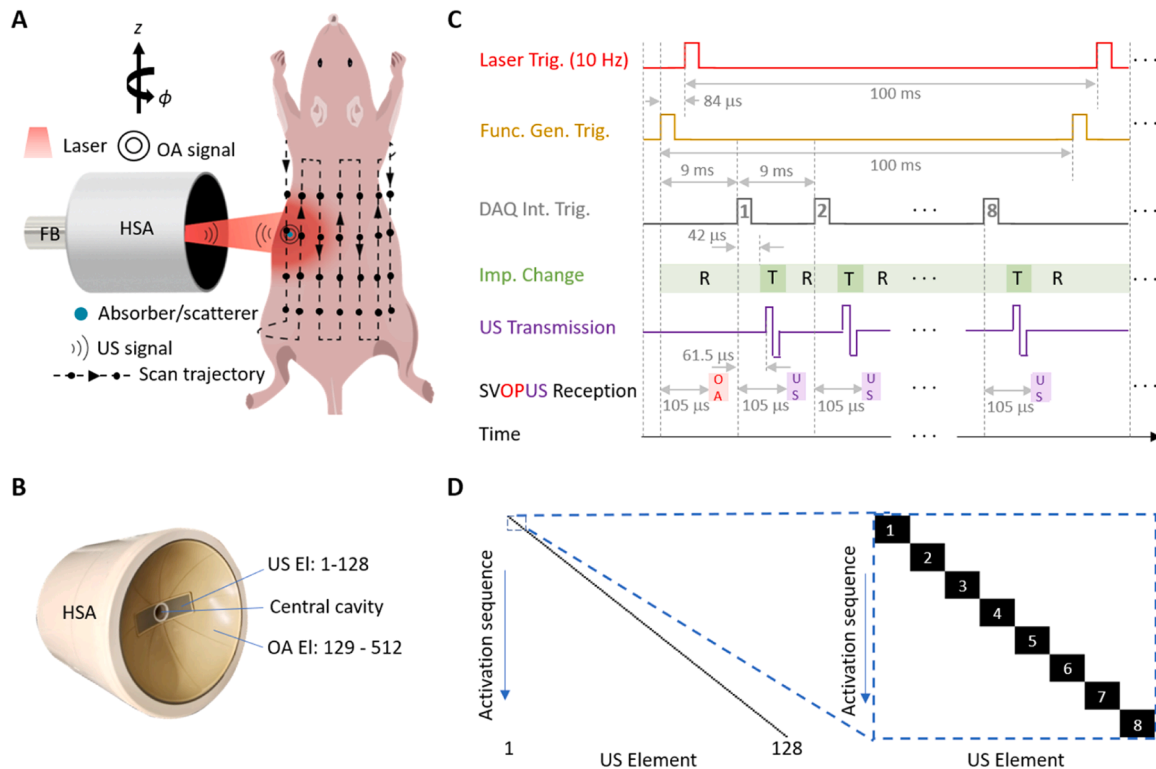 A
z
ϕ
Laser
OA signal
FB
HSA
Absorber/scatterer
US signal
Scan trajectory
B
HSA
US El: 1-128
Central cavity
OA El: 129 - 512
C
Laser Trig. (10 Hz)
84 µs
100 ms
Func. Gen. Trig.
100 ms
9 ms
9 ms
DAQ Int. Trig.
1
2
8
42 µs
Imp. Change
R
T
R
T
R
T
R
US Transmission
61.5 µs
SVOPUS Reception
OA
US
US
US
105 µs
105 µs
105 µs
105 µs
Time
D
Activation sequence
1
128
US Element
Activation sequence
1
2
3
4
5
6
7
8
US Element